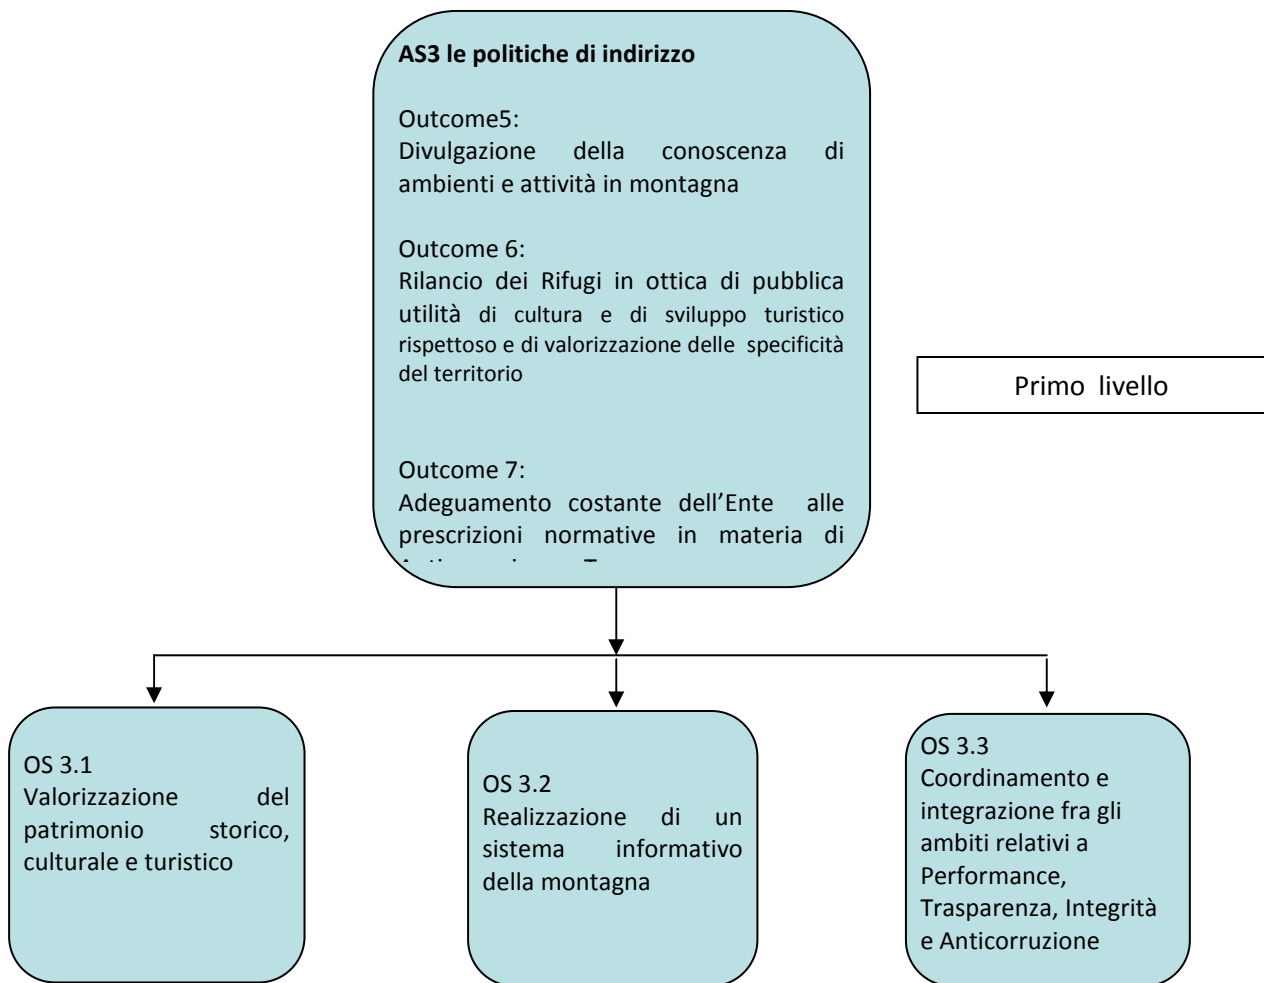 AS3 le politiche di indirizzo
Outcome5:
Divulgazione della conoscenza di
ambienti e attività in montagna
Outcome 6:
Rilancio dei Rifugi in ottica di pubblica
utilità di cultura e di sviluppo turistico
rispettoso e di valorizzazione delle specificità
del territorio
Outcome 7:
Adeguamento costante dell’Ente alle
prescrizioni normative in materia di
Primo livello
OS 3.1
Valorizzazione del
patrimonio storico,
culturale e turistico
OS 3.2
Realizzazione di un
sistema informativo
della montagna
OS 3.3
Coordinamento e
integrazione fra gli
ambiti relativi a
Performance,
Trasparenza, Integrità
e Anticorruzione